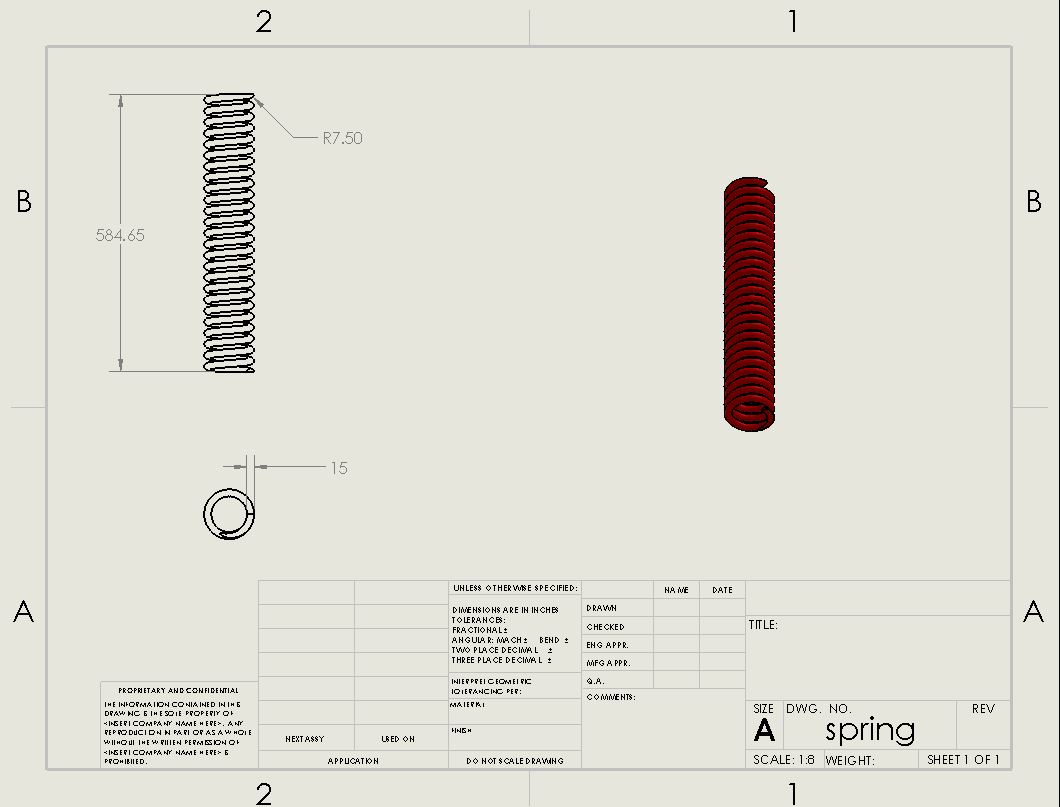 2 1
B B
R7.50
584.65
15
A A
UNLESS OTHERWISE SPECIFIED:
DIMENSIONS ARE IN INCHES
TOLERANCES:
FRACTIONAL ±
ANGULAR: MACH ± BEND ±
TWO PLACE DECIMAL ±
THREE PLACE DECIMAL ±
INTERPRET GEOMETRIC
TOLERANCING PER:
MATERIAL
FINISH
DO NOT SCALE DRAWING
NAME DATE
DRAWN
CHECKED
ENG APPR.
MFG APPR.
Q.A.
COMMENTS:
TITLE:
SIZE DWG. NO. REV
A spring
SCALE: 1:8 WEIGHT: SHEET 1 OF 1
PROPRIETARY AND CONFIDENTIAL
THE INFORMATION CONTAINED IN THIS
DRAWING IS THE SOLE PROPERTY OF
<INSERT COMPANY NAME HERE>. ANY
REPRODUCTION IN PART OR AS A WHOLE
WITHOUT THE WRITTEN PERMISSION OF
<INSERT COMPANY NAME HERE> IS
PROHIBITED.
NEXT ASSY USED ON
APPLICATION
2 1